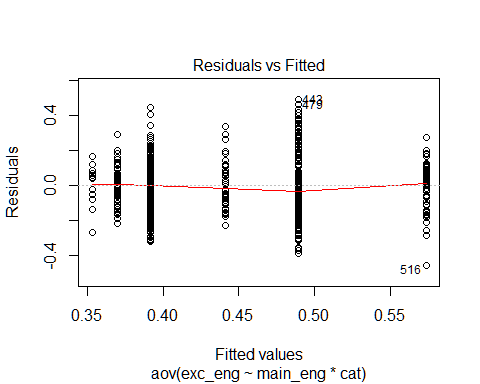 Residuals vs Fitted
Residuals
0.4
0.0
-0.4
443
479
516
0.35 0.40 0.45 0.50 0.55
Fitted values
aov(exc_eng ~ main_eng * cat)